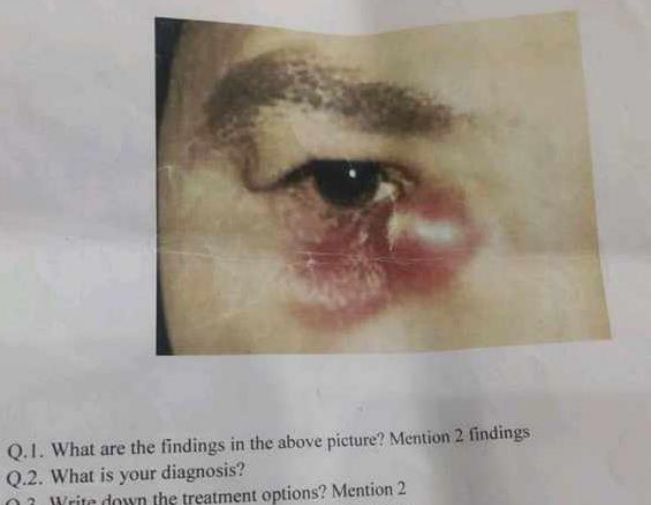 Q.1. What are the findings in the above picture? Mention 2 findings
Q.2. What is your diagnosis?
Q.3. Write down the treatment options? Mention 2